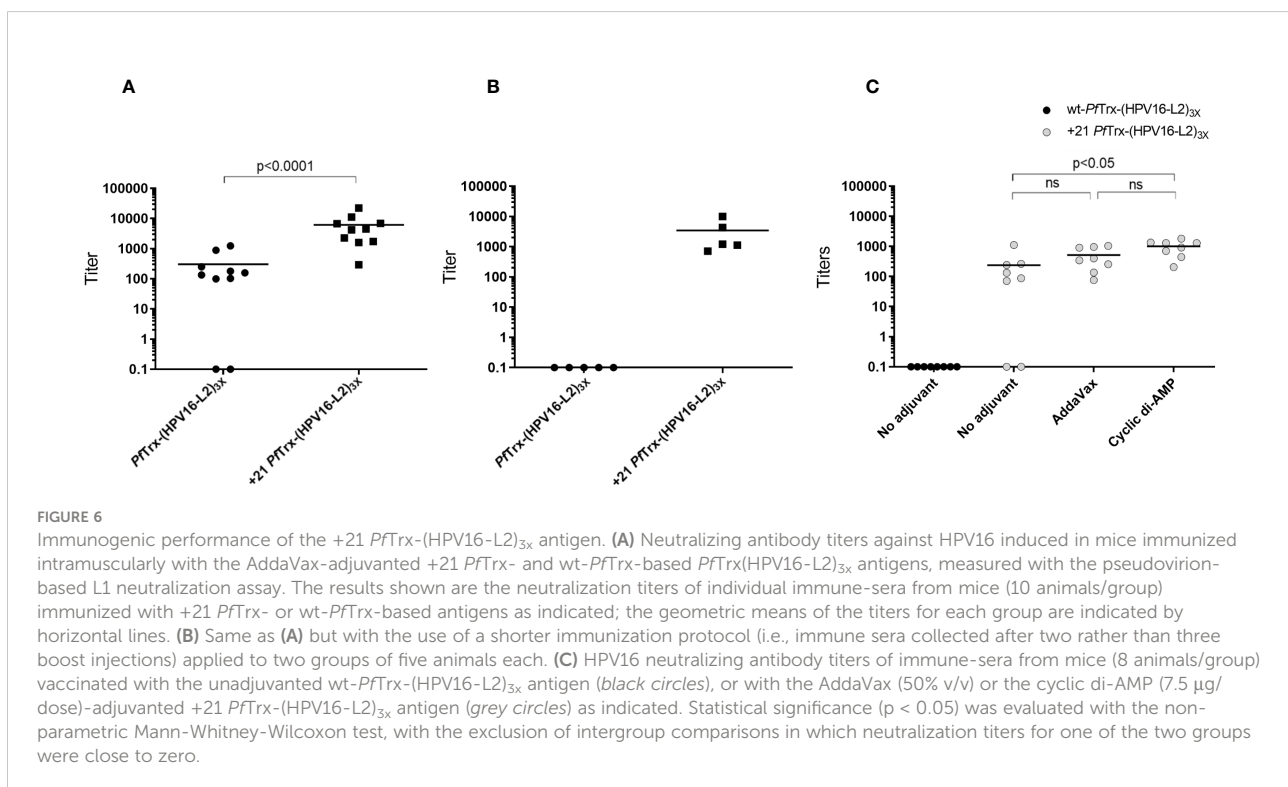 A
B
C
wt-PfTrx-(HPV16-L2)3X
+21 PfTrx-(HPV16-L2)3X
p<0.0001
p<0.05
ns
ns
100000
10000
1000
100
10
1
0.1
Titer
PfTrx-(HPV16-L2)3X
+21 PfTrx-(HPV16-L2)3X
100000
10000
1000
100
10
1
0.1
Titer
PfTrx-(HPV16-L2)3X
+21 PfTrx-(HPV16-L2)3X
100000
10000
1000
100
10
1
0.1
Titers
No adjuvant
No adjuvant
AddaVax
Cyclic di-AMP
FIGURE 6
Immunogenic performance of the +21 PfTrx-(HPV16-L2)3x antigen. (A) Neutralizing antibody titers against HPV16 induced in mice immunized
intramuscularly with the AddaVax-adjuvanted +21 PfTrx- and wt-PfTrx-based PfTrx(HPV16-L2)3x antigens, measured with the pseudovirion-
based L1 neutralization assay. The results shown are the neutralization titers of individual immune-sera from mice (10 animals/group)
immunized with +21 PfTrx- or wt-PfTrx-based antigens as indicated; the geometric means of the titers for each group are indicated by
horizontal lines. (B) Same as (A) but with the use of a shorter immunization protocol (i.e., immune sera collected after two rather than three
boost injections) applied to two groups of five animals each. (C) HPV16 neutralizing antibody titers of immune-sera from mice (8 animals/group)
vaccinated with the unadjuvanted wt-PfTrx-(HPV16-L2)3x antigen (black circles), or with the AddaVax (50% v/v) or the cyclic di-AMP (7.5 µg/
dose)-adjuvanted +21 PfTrx-(HPV16-L2)3x antigen (grey circles) as indicated. Statistical significance (p < 0.05) was evaluated with the non-
parametric Mann-Whitney-Wilcoxon test, with the exclusion of intergroup comparisons in which neutralization titers for one of the two groups
were close to zero.